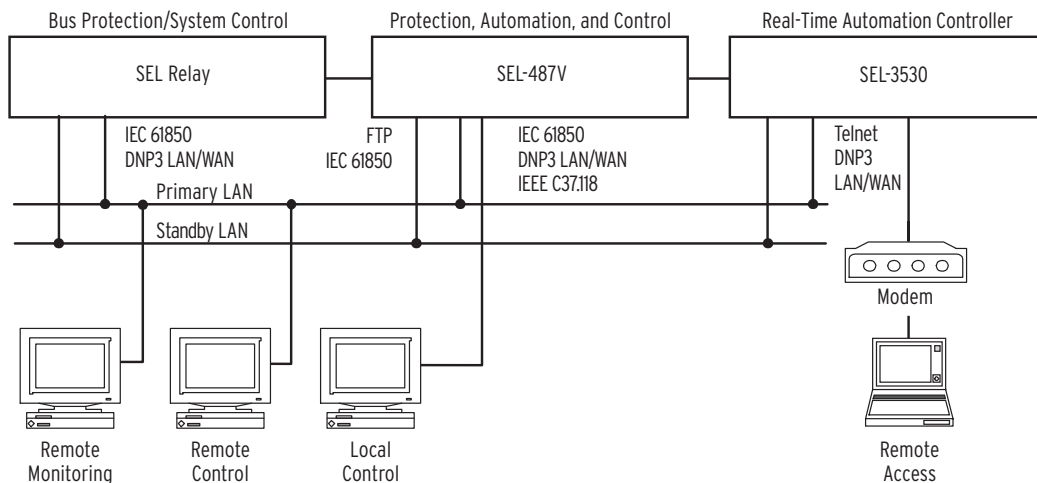 Bus Protection/System Control
Protection, Automation, and Control
Real-Time Automation Controller
SEL Relay
SEL-487V
SEL-3530
IEC 61850
DNP3 LAN/WAN
FTP
IEC 61850
IEC 61850
DNP3 LAN/WAN
IEEE C37.118
Telnet
DNP3
LAN/WAN
Primary LAN
Standby LAN
Modem
Remote
Monitoring
Remote
Control
Local
Control
Remote
Access